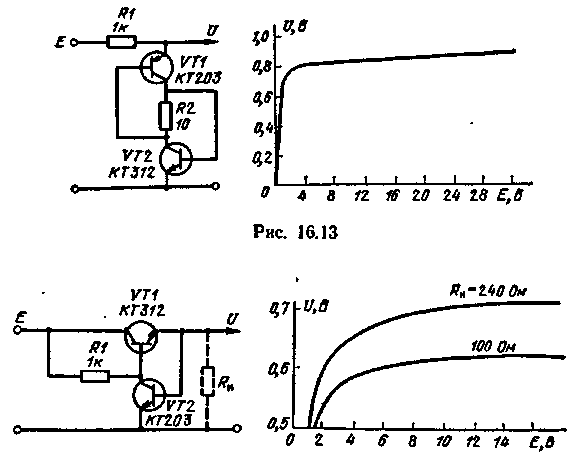 R1
1к
E
U
VT1
КТ203
R2
10
VT2
КТ312
U,В
1,0
0,8
0,6
0,4
0,2
0
4 8 12 16 20 24 28 E,В
Рис. 16.13
VT1
КТ312
E
U
R1
1к
Rн
VT2
КТ203
U,В
Rн=240 Ом
0,7
100 Ом
0,6
0,5
0 2 4 6 8 10 12 14 E,В